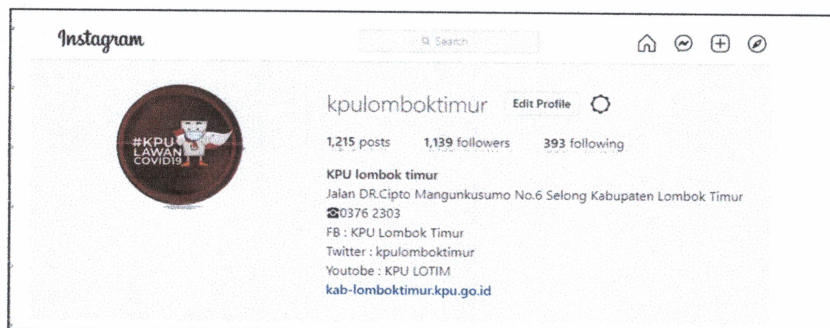 Instagram
Search
kpulomboktimur Edit Profile
1,215 posts 1,139 followers 393 following
#KPU
LAWAN
COVID19
KPU lombok timur
Jalan DR.Cipto Mangunkusumo No.6 Selong Kabupaten Lombok Timur
☎0376 2303
FB : KPU Lombok Timur
Twitter : kpulomboktimur
Youtube : KPU LOTIM
kab-lomboktimur.kpu.go.id